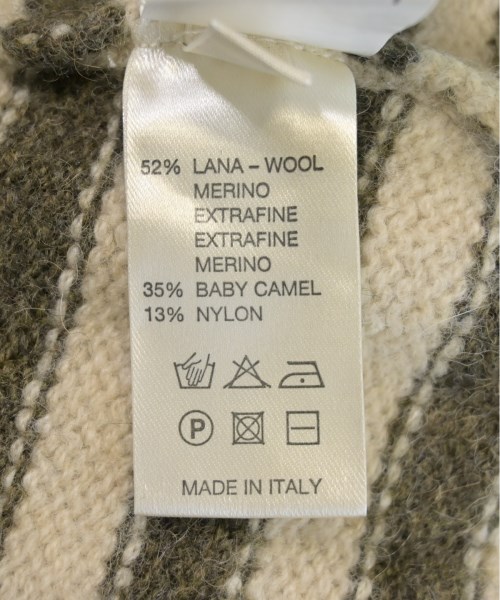 52% LANA – WOOL
MERINO
EXTRAFINE
EXTRAFINE
MERINO
35% BABY CAMEL
13% NYLON
P
MADE IN ITALY